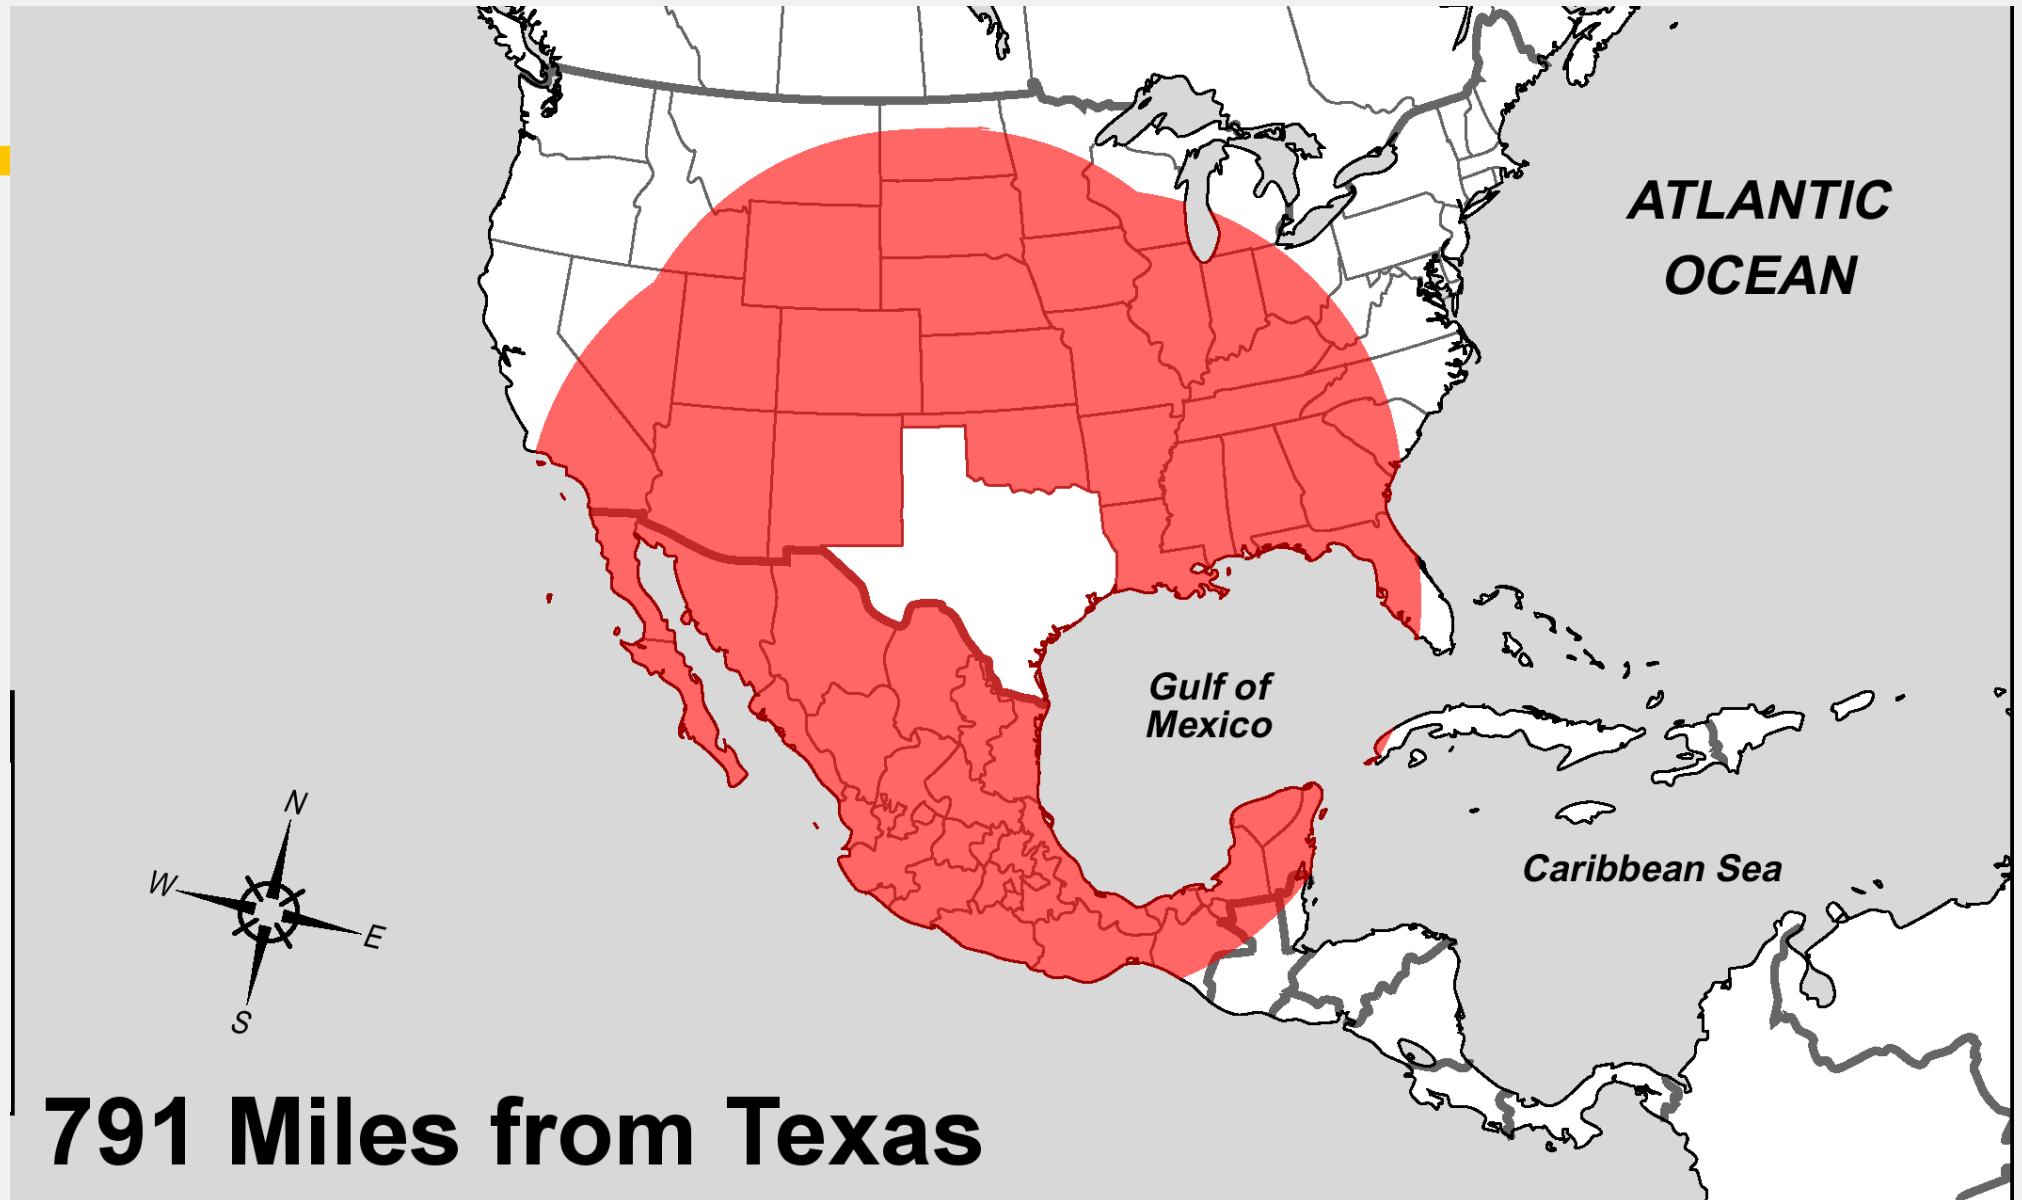 ATLANTIC
OCEAN
Gulf of
Mexico
Caribbean Sea
N
W
E
S
791 Miles from Texas